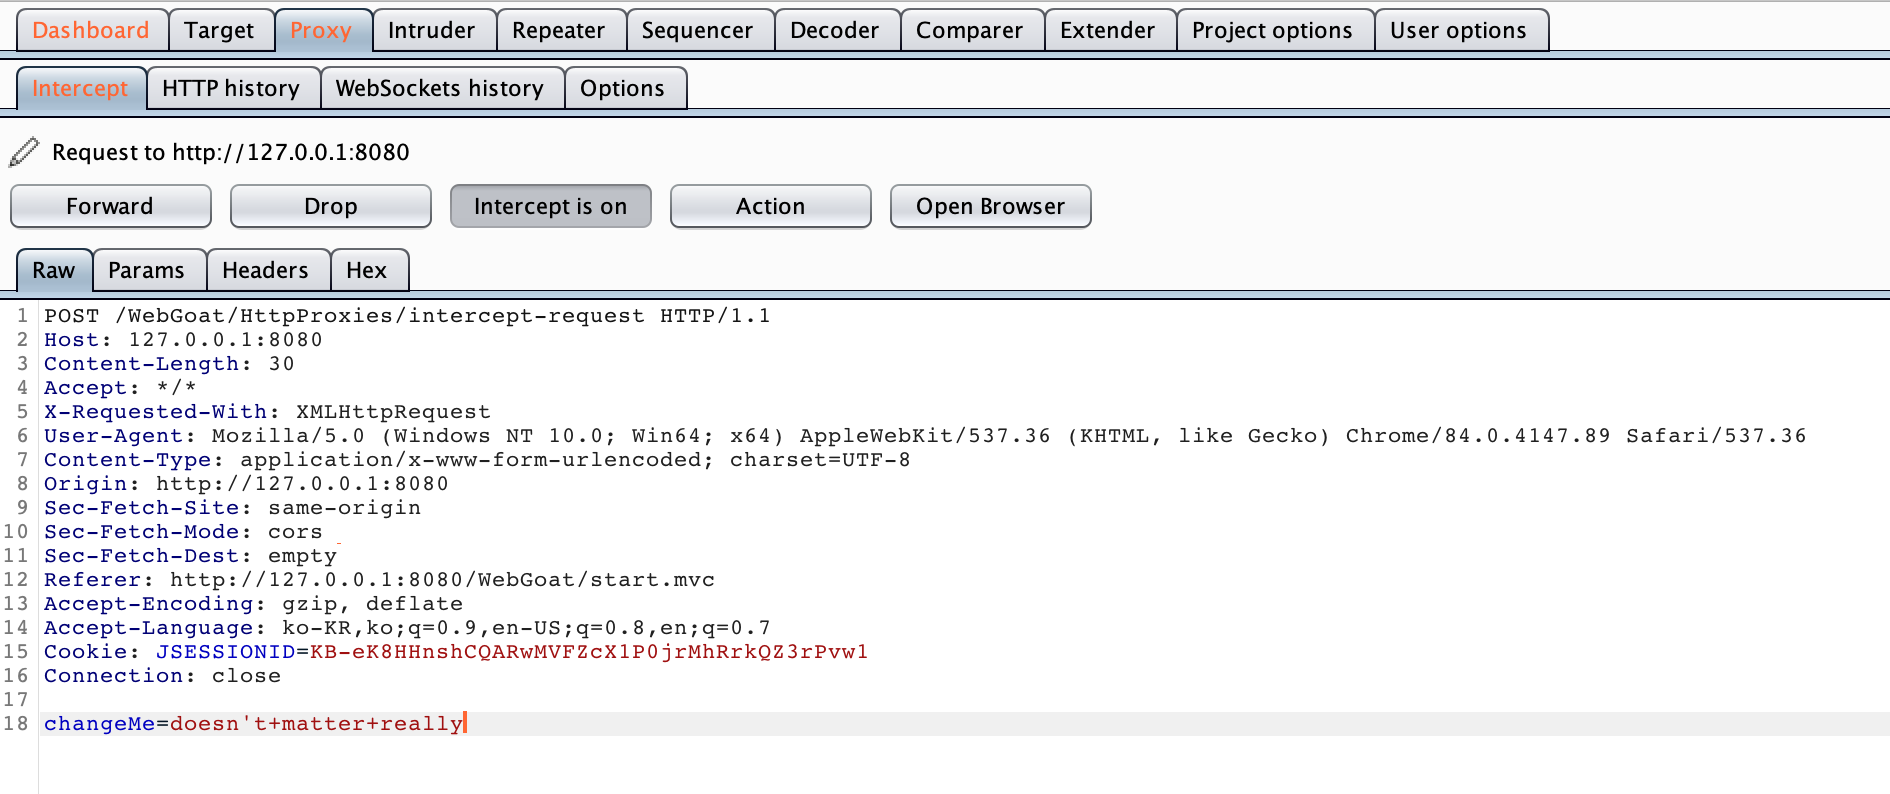 Dashboard Target Proxy Intruder Repeater Sequencer Decoder Comparer Extender Project options User options
Intercept HTTP history WebSockets history Options
Request to http://127.0.0.1:8080
Forward Drop Intercept is on Action Open Browser
Raw Params Headers Hex
1 POST /WebGoat/HttpProxies/intercept-request HTTP/1.1
2 Host: 127.0.0.1:8080
3 Content-Length: 30
4 Accept: */*
5 X-Requested-With: XMLHttpRequest
6 User-Agent: Mozilla/5.0 (Windows NT 10.0; Win64; x64) AppleWebKit/537.36 (KHTML, like Gecko) Chrome/84.0.4147.89 Safari/537.36
7 Content-Type: application/x-www-form-urlencoded; charset=UTF-8
8 Origin: http://127.0.0.1:8080
9 Sec-Fetch-Site: same-origin
10 Sec-Fetch-Mode: cors
11 Sec-Fetch-Dest: empty
12 Referer: http://127.0.0.1:8080/WebGoat/start.mvc
13 Accept-Encoding: gzip, deflate
14 Accept-Language: ko-KR,ko;q=0.9,en-US;q=0.8,en;q=0.7
15 Cookie: JSESSIONID=KB-eK8HHnshCQARwMVFZcX1P0jrMhRrkQZ3rPvw1
16 Connection: close
17
18 changeMe=doesn't+matter+really